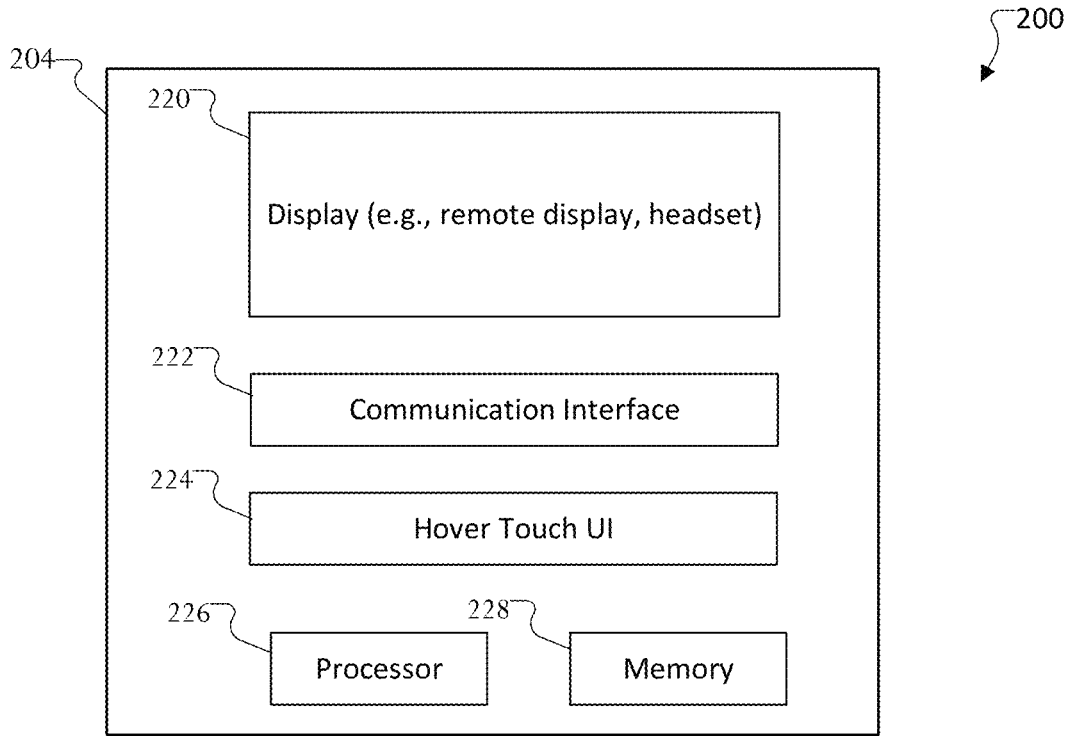 200
204
220
Display (e.g., remote display, headset)
222
Communication Interface
224
Hover Touch UI
226
228
Processor
Memory